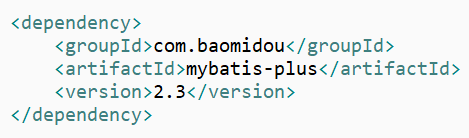 <dependency>
    <groupId>com.baomidou</groupId>
    <artifactId>mybatis-plus</artifactId>
    <version>2.3</version>
</dependency>